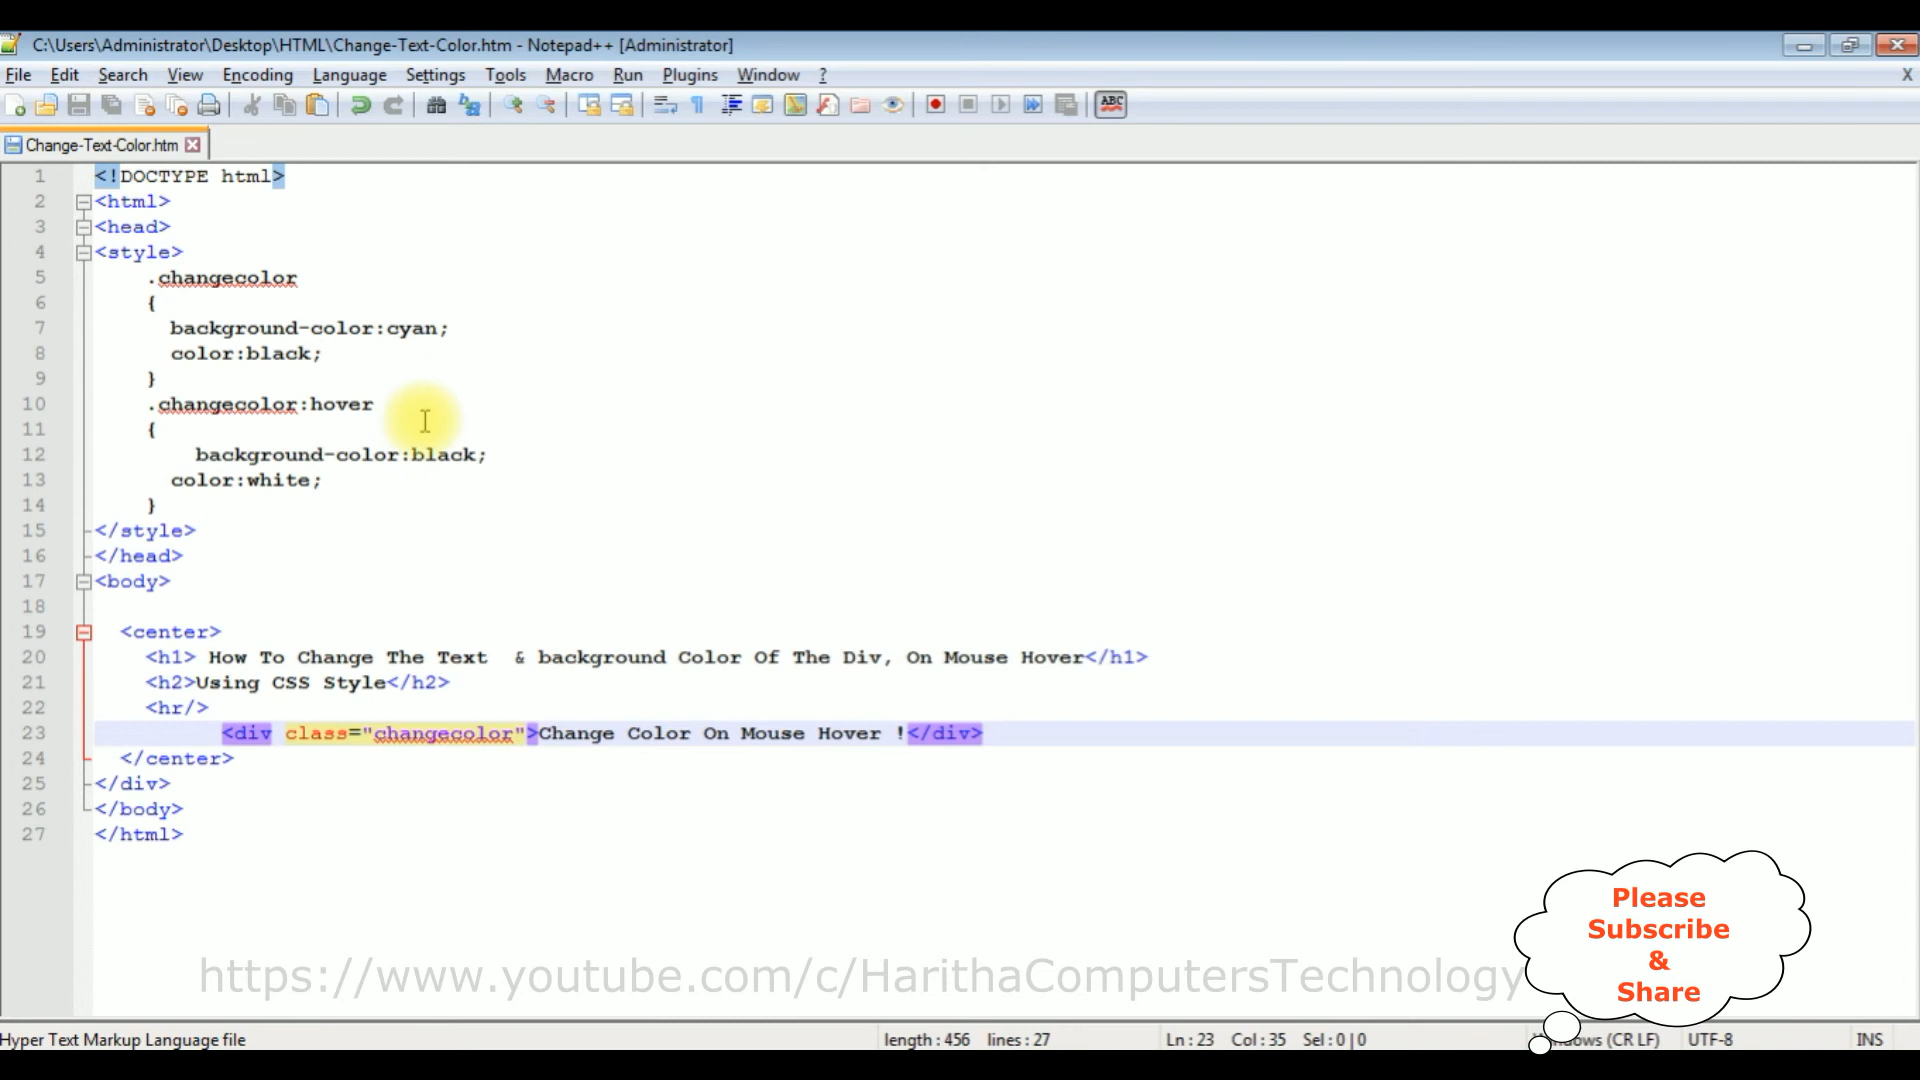 C:\Users\Administrator\Desktop\HTML\Change-Text-Color.htm - Notepad++ [Administrator]
File Edit Search View Encoding Language Settings Tools Macro Run Plugins Window ? X
ABC
Change-Text-Color.htm
1 <!DOCTYPE html>
2 <html>
3 <head>
4 <style>
5 .changecolor
6 {
7 background-color:cyan;
8 color:black;
9 }
10 .changecolor:hover
11 {
12 background-color:black;
13 color:white;
14 }
15 </style>
16 </head>
17 <body>
18
19 <center>
20 <h1> How To Change The Text  & background Color Of The Div, On Mouse Hover</h1>
21 <h2>Using CSS Style</h2>
22 <hr/>
23 <div class="changecolor">Change Color On Mouse Hover !</div>
24 </center>
25 </div>
26 </body>
27 </html>
Please
Subscribe
&
Share
https://www.youtube.com/c/HarithaComputersTechnology
Hyper Text Markup Language file length : 456 lines : 27 Ln : 23 Col : 35 Sel : 0 | 0 (CR LF) UTF-8 INS